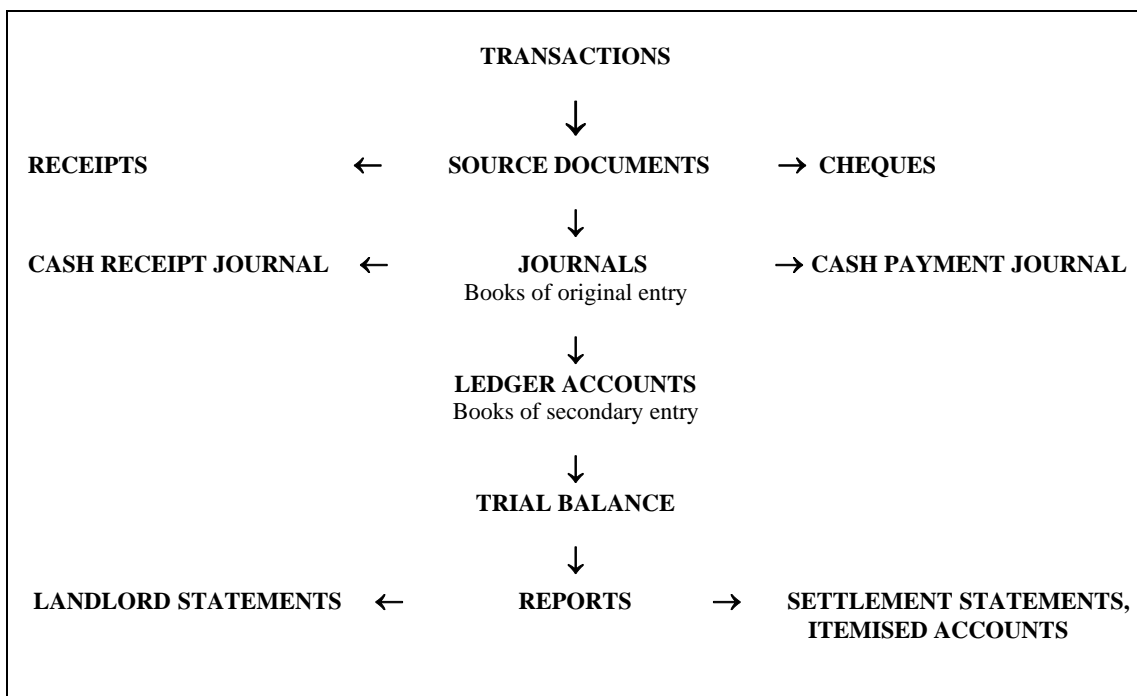 TRANSACTIONS
↓
RECEIPTS ← SOURCE DOCUMENTS → CHEQUES
↓
CASH RECEIPT JOURNAL ← JOURNALS → CASH PAYMENT JOURNAL
Books of original entry
↓
LEDGER ACCOUNTS
Books of secondary entry
↓
TRIAL BALANCE
↓
LANDLORD STATEMENTS ← REPORTS → SETTLEMENT STATEMENTS,
ITEMISED ACCOUNTS